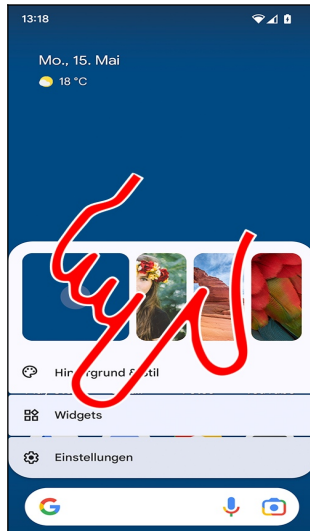 13:18
Mo., 15. Mai
18 °C
Hintergrund & Stil
Widgets
Einstellungen